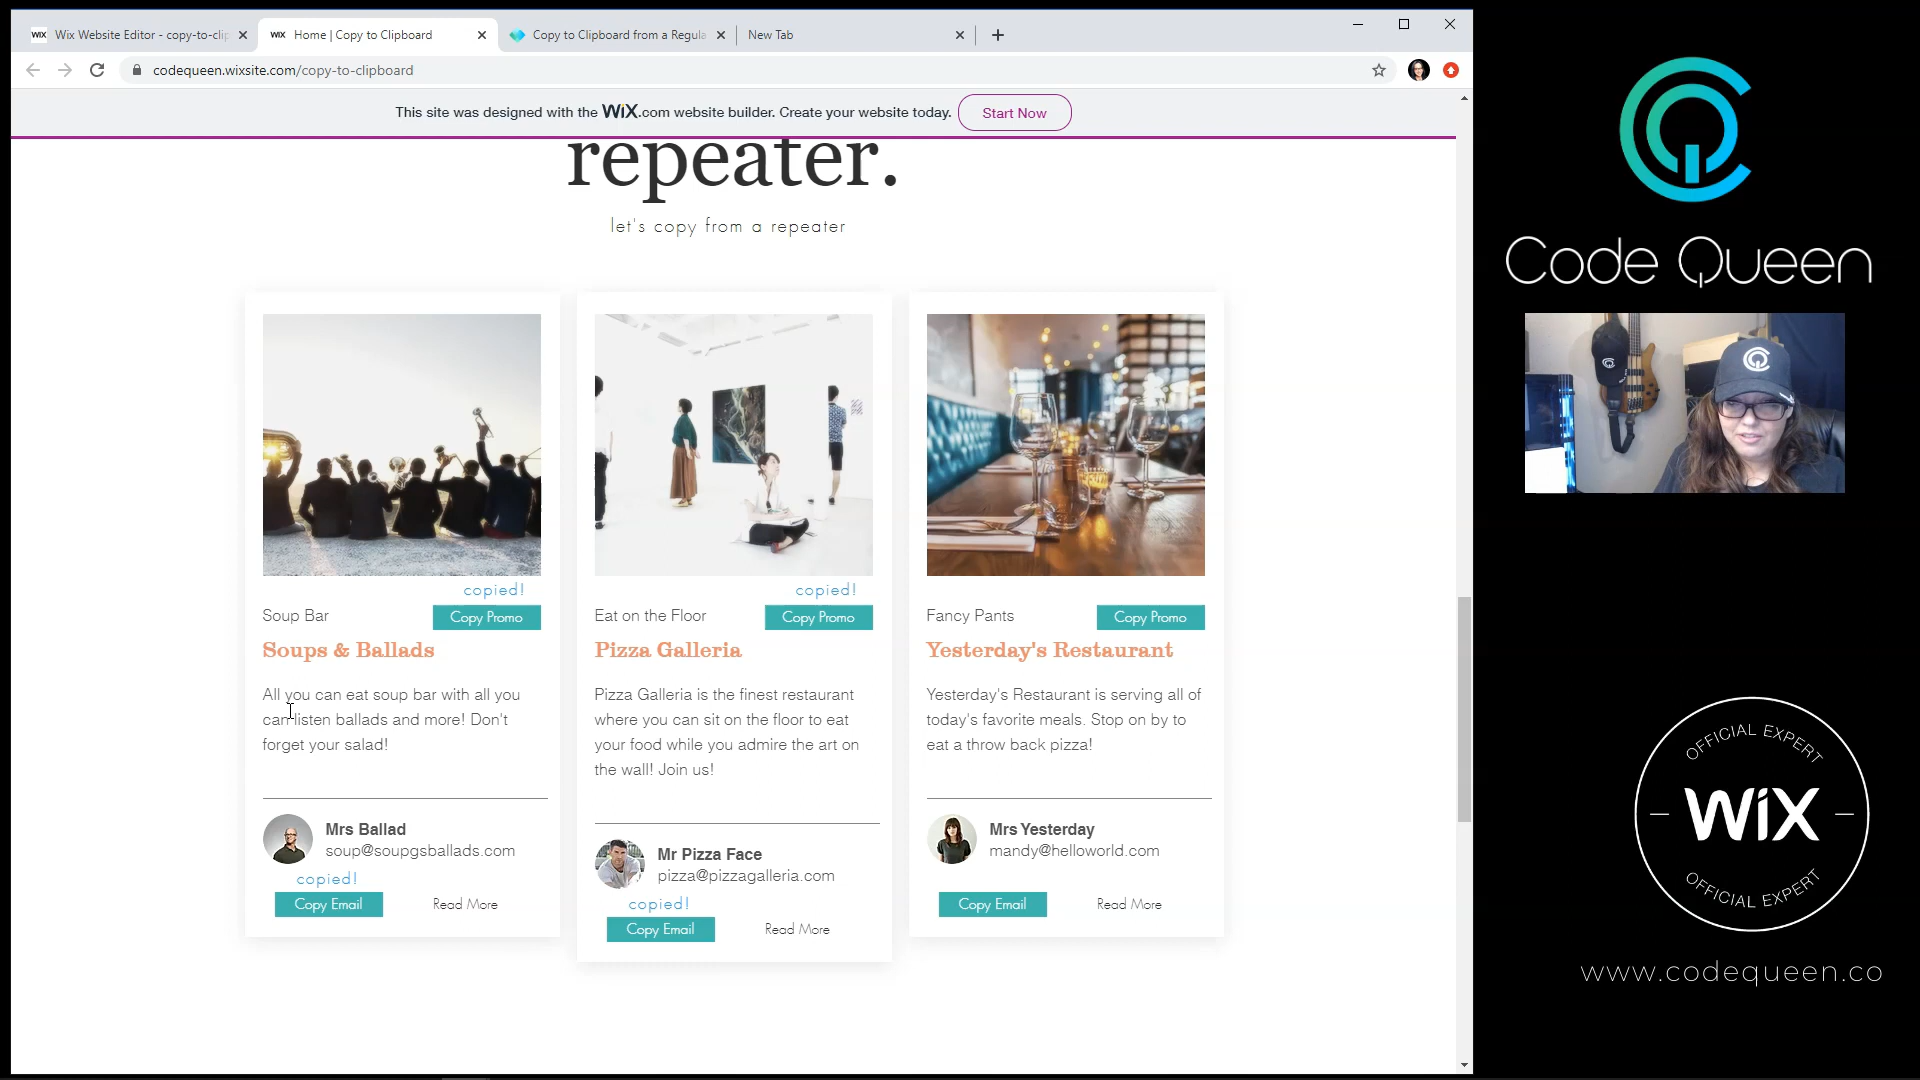 WiX Wix Website Editor - copy-to-clip
WiX Home | Copy to Clipboard
Copy to Clipboard from a Regula
New Tab
codequeen.wixsite.com/copy-to-clipboard
This site was designed with the WiX.com website builder. Create your website today. Start Now
repeater.
let's copy from a repeater
copied!
Soup Bar
Copy Promo
Soups & Ballads
All you can eat soup bar with all you
can listen ballads and more! Don't
forget your salad!
Mrs Ballad
soup@soupgsballads.com
copied!
Copy Email
Read More
copied!
Eat on the Floor
Copy Promo
Pizza Galleria
Pizza Galleria is the finest restaurant
where you can sit on the floor to eat
your food while you admire the art on
the wall! Join us!
Mr Pizza Face
pizza@pizzagalleria.com
copied!
Copy Email
Read More
Fancy Pants
Copy Promo
Yesterday's Restaurant
Yesterday's Restaurant is serving all of
today's favorite meals. Stop on by to
eat a throw back pizza!
Mrs Yesterday
mandy@helloworld.com
Copy Email
Read More
Code Queen
OFFICIAL EXPERT
WiX
OFFICIAL EXPERT
www.codequeen.co